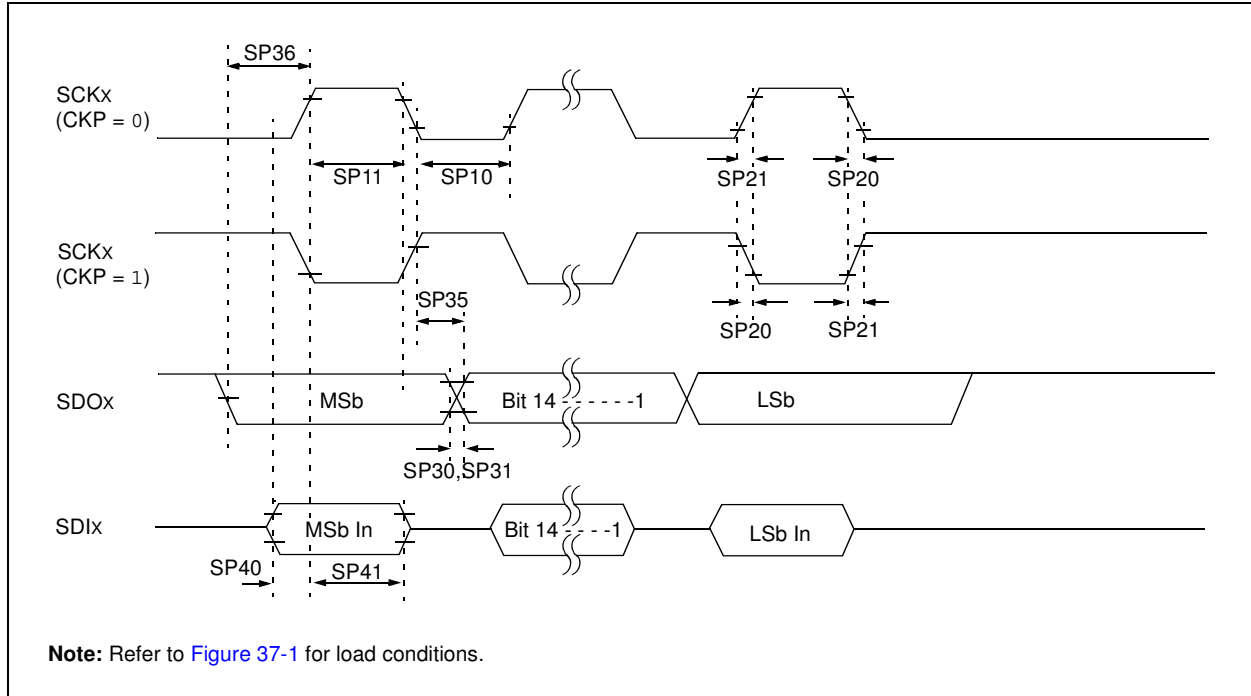 SP36
SCKx
(CKP = 0)
SP11
SP10
SP21
SP20
SCKx
(CKP = 1)
SP35
SP20
SP21
SDOx
MSb
Bit 14 - - - - - -1
LSb
SP30,SP31
SDIx
MSb In
Bit 14 - - - -1
LSb In
SP40
SP41
Note: Refer to Figure 37-1 for load conditions.